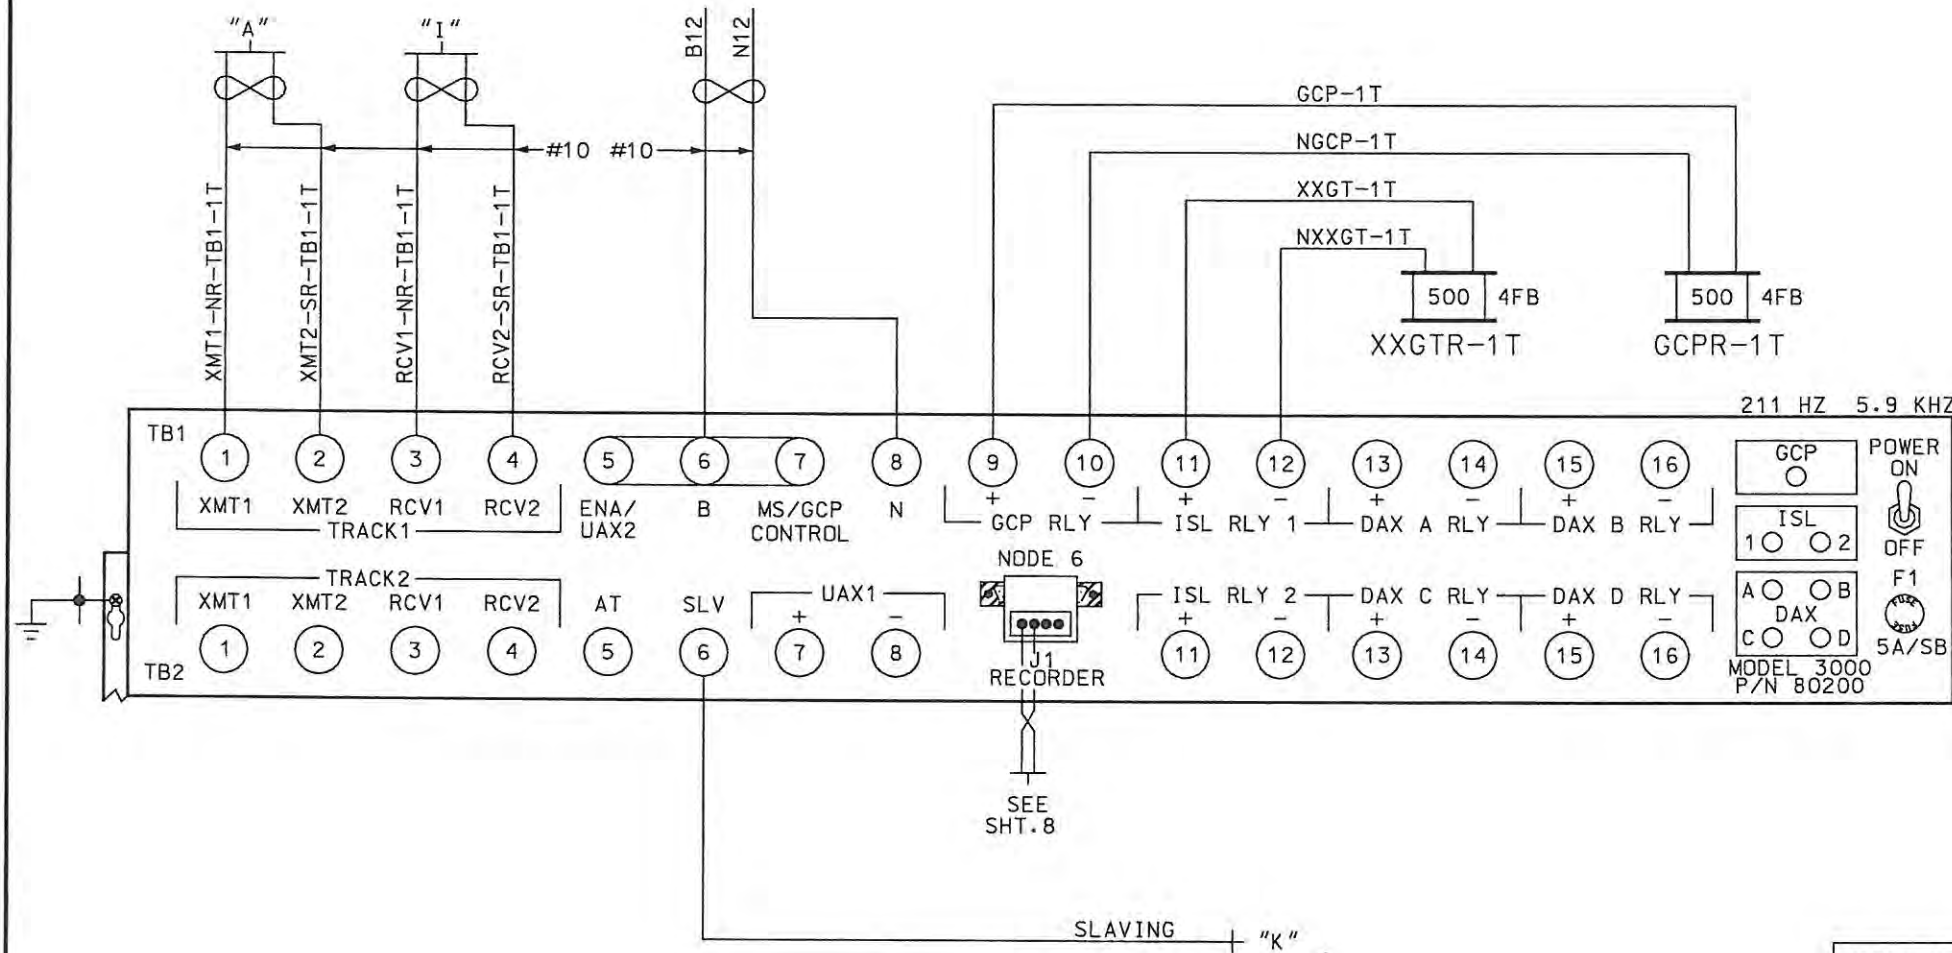 "A"
"I"
B12
N12
GCP-1T
#10 #10
NGCP-1T
XXGT-1T
NXXGT-1T
XMT1-NR-TB1-1T
XMT2-SR-TB1-1T
RCV1-NR-TB1-1T
RCV2-SR-TB1-1T
500 4FB
500 4FB
XXGTR-1T
GCPR-1T
211 HZ 5.9 KHZ
TB1
1 2 3 4 5 6 7 8 9 10 11 12 13 14 15 16
XMT1 XMT2 RCV1 RCV2 ENA/ UAX2 B MS/GCP CONTROL N
+ - + - + - + -
TRACK1
GCP RLY ISL RLY 1 DAX A RLY DAX B RLY
GCP
POWER
ON
OFF
ISL
1 2
NODE 6
TRACK2
XMT1 XMT2 RCV1 RCV2 AT SLV UAX1
+ -
ISL RLY 2 DAX C RLY DAX D RLY
+ - + - + -
A B
DAX
C D
F1
FUSE
FUSE
5A/SB
TB2
1 2 3 4 5 6 7 8 11 12 13 14 15 16
J1
RECORDER
MODEL 3000
P/N 80200
SEE
SHT.8
SLAVING "K"